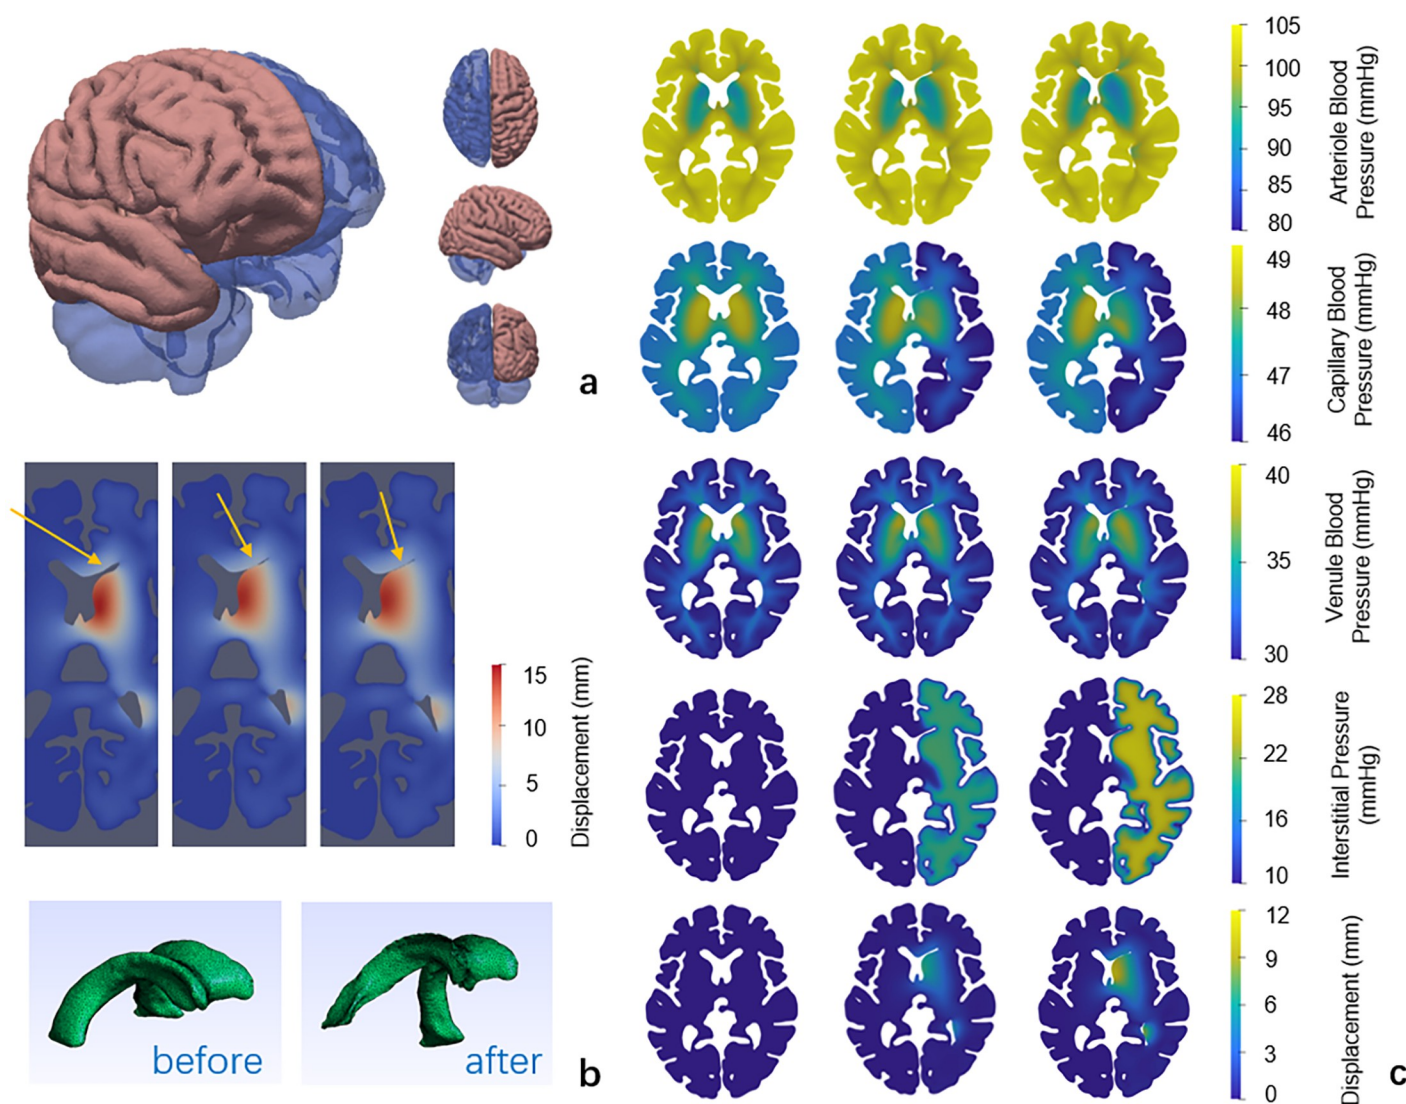 a
15
10
5
0
Displacement (mm)
before
after
b
105
100
95
90
85
80
Arteriole Blood
Pressure (mmHg)
49
48
47
46
Capillary Blood
Pressure (mmHg)
40
35
30
Venule Blood
Pressure (mmHg)
28
22
16
10
Interstitial Pressure
(mmHg)
12
9
6
3
0
Displacement (mm)
c